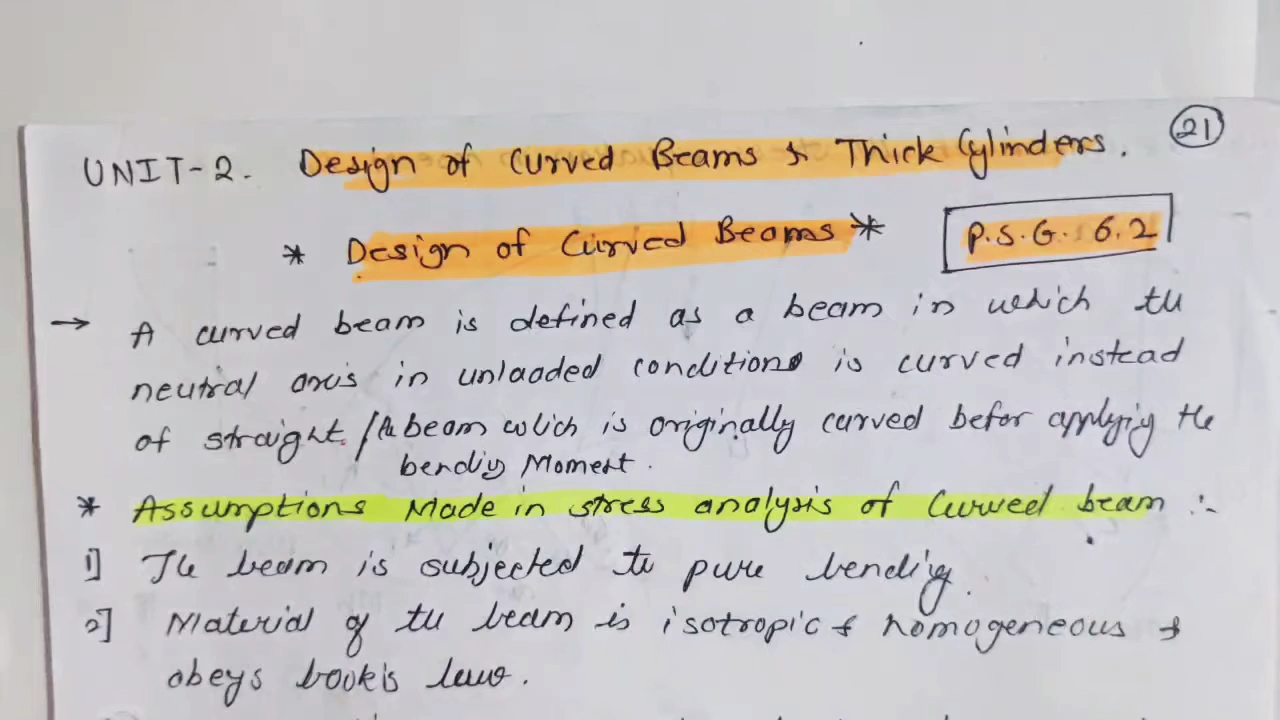 21
UNIT-2. Design of Curved Beams & Thick Cylinders.
* Design of Curved Beams * P.S.G. 6.2
→ A curved beam is defined as a beam in which the
neutral axis in unloaded conditions is curved instead
of straight. / A beam which is originally curved befor applying the
bending Moment.
* Assumptions Made in stress analysis of Curved beam :-
1] The beam is subjected to pure bending.
2] Material of the beam is isotropic & homogeneous &
obeys hook's law.